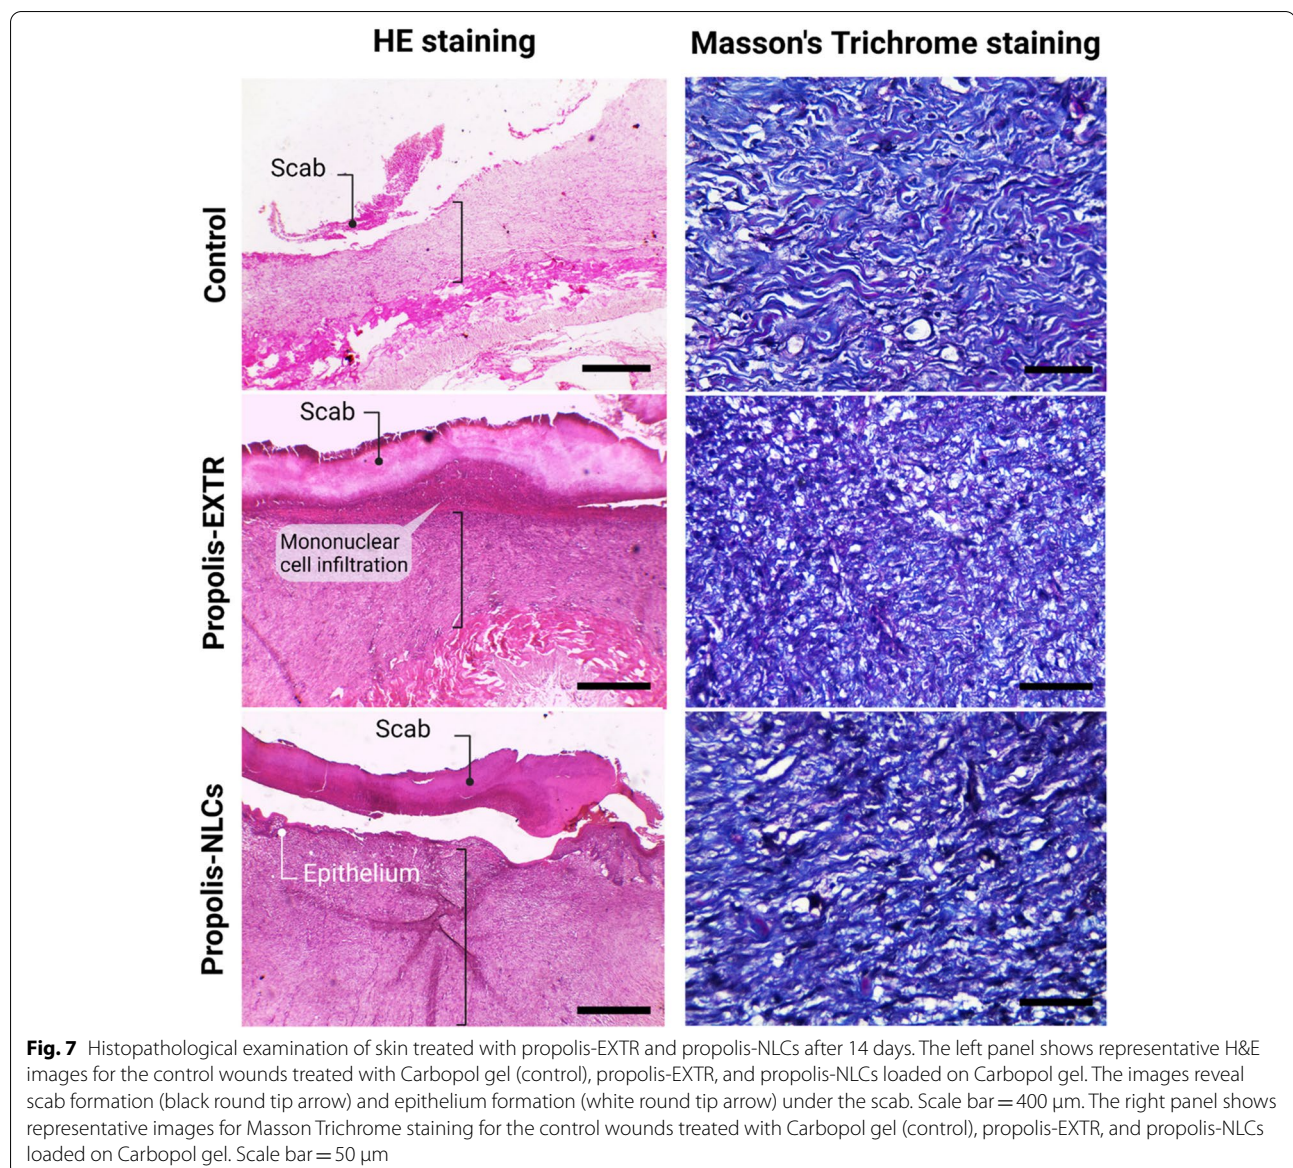 HE staining
Masson's Trichrome staining
Control
Scab
Propolis-EXTR
Scab
Mononuclear
cell infiltration
Propolis-NLCs
Scab
Epithelium
Fig. 7 Histopathological examination of skin treated with propolis-EXTR and propolis-NLCs after 14 days. The left panel shows representative H&E
images for the control wounds treated with Carbopol gel (control), propolis-EXTR, and propolis-NLCs loaded on Carbopol gel. The images reveal
scab formation (black round tip arrow) and epithelium formation (white round tip arrow) under the scab. Scale bar = 400 μm. The right panel shows
representative images for Masson Trichrome staining for the control wounds treated with Carbopol gel (control), propolis-EXTR, and propolis-NLCs
loaded on Carbopol gel. Scale bar = 50 μm